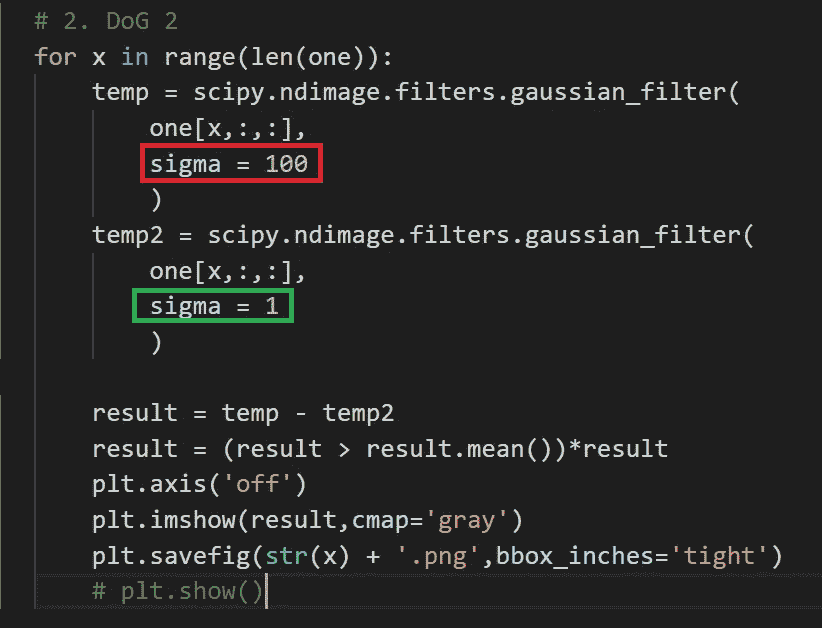 # 2. DoG 2
for x in range(len(one)):
    temp = scipy.ndimage.filters.gaussian_filter(
        one[x,:,:],
        sigma = 100
        )
    temp2 = scipy.ndimage.filters.gaussian_filter(
        one[x,:,:],
        sigma = 1
        )
    result = temp - temp2
    result = (result > result.mean())*result
    plt.axis('off')
    plt.imshow(result,cmap='gray')
    plt.savefig(str(x) + '.png',bbox_inches='tight')
    # plt.show()